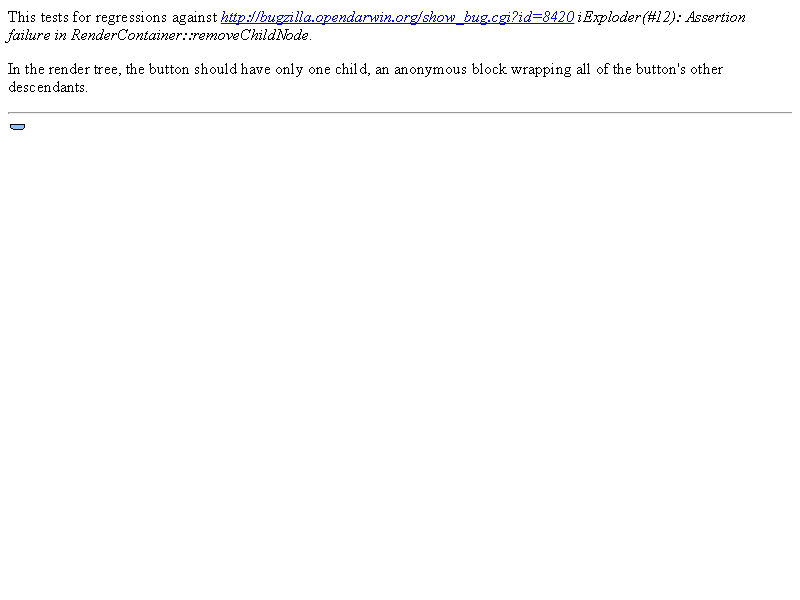 This tests for regressions against http://bugzilla.opendarwin.org/show_bug.cgi?id=8420 iExploder(#12): Assertion
failure in RenderContainer::removeChildNode.
In the render tree, the button should have only one child, an anonymous block wrapping all of the button's other
descendants.